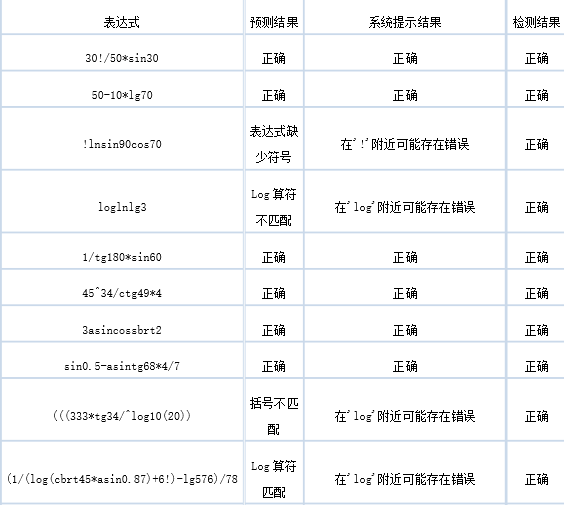 表达式 预测结果 系统提示结果 检测结果
30!/50*sin30 正确 正确 正确
50-10*lg70 正确 正确 正确
!lnsin90cos70 表达式缺少符号 在'!'附近可能存在错误 正确
loglnlg3 Log 算符不匹配 在'log'附近可能存在错误 正确
1/tg180*sin60 正确 正确 正确
45^34/ctg49*4 正确 正确 正确
3asincossbrt2 正确 正确 正确
sin0.5-asintg68*4/7 正确 正确 正确
(((333*tg34/^log10(20)) 括号不匹配 在'log'附近可能存在错误 正确
(1/(log(cbrt45*asin0.87)+6!)-lg576)/78 Log 算符匹配 在'log'附近可能存在错误 正确